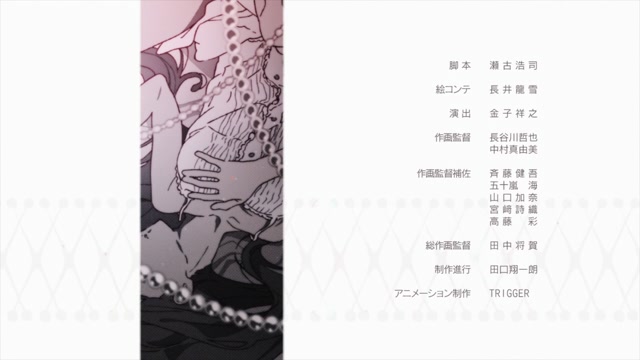 脚本 瀬古浩司
絵コンテ 長井龍雪
演出 金子祥之
作画監督 長谷川哲也
中村真由美
作画監督補佐 斉藤健吾
五十嵐 海
山口加奈
宮﨑詩織
高藤 彩
総作画監督 田中将賀
制作進行 田口翔一朗
アニメーション制作 TRIGGER